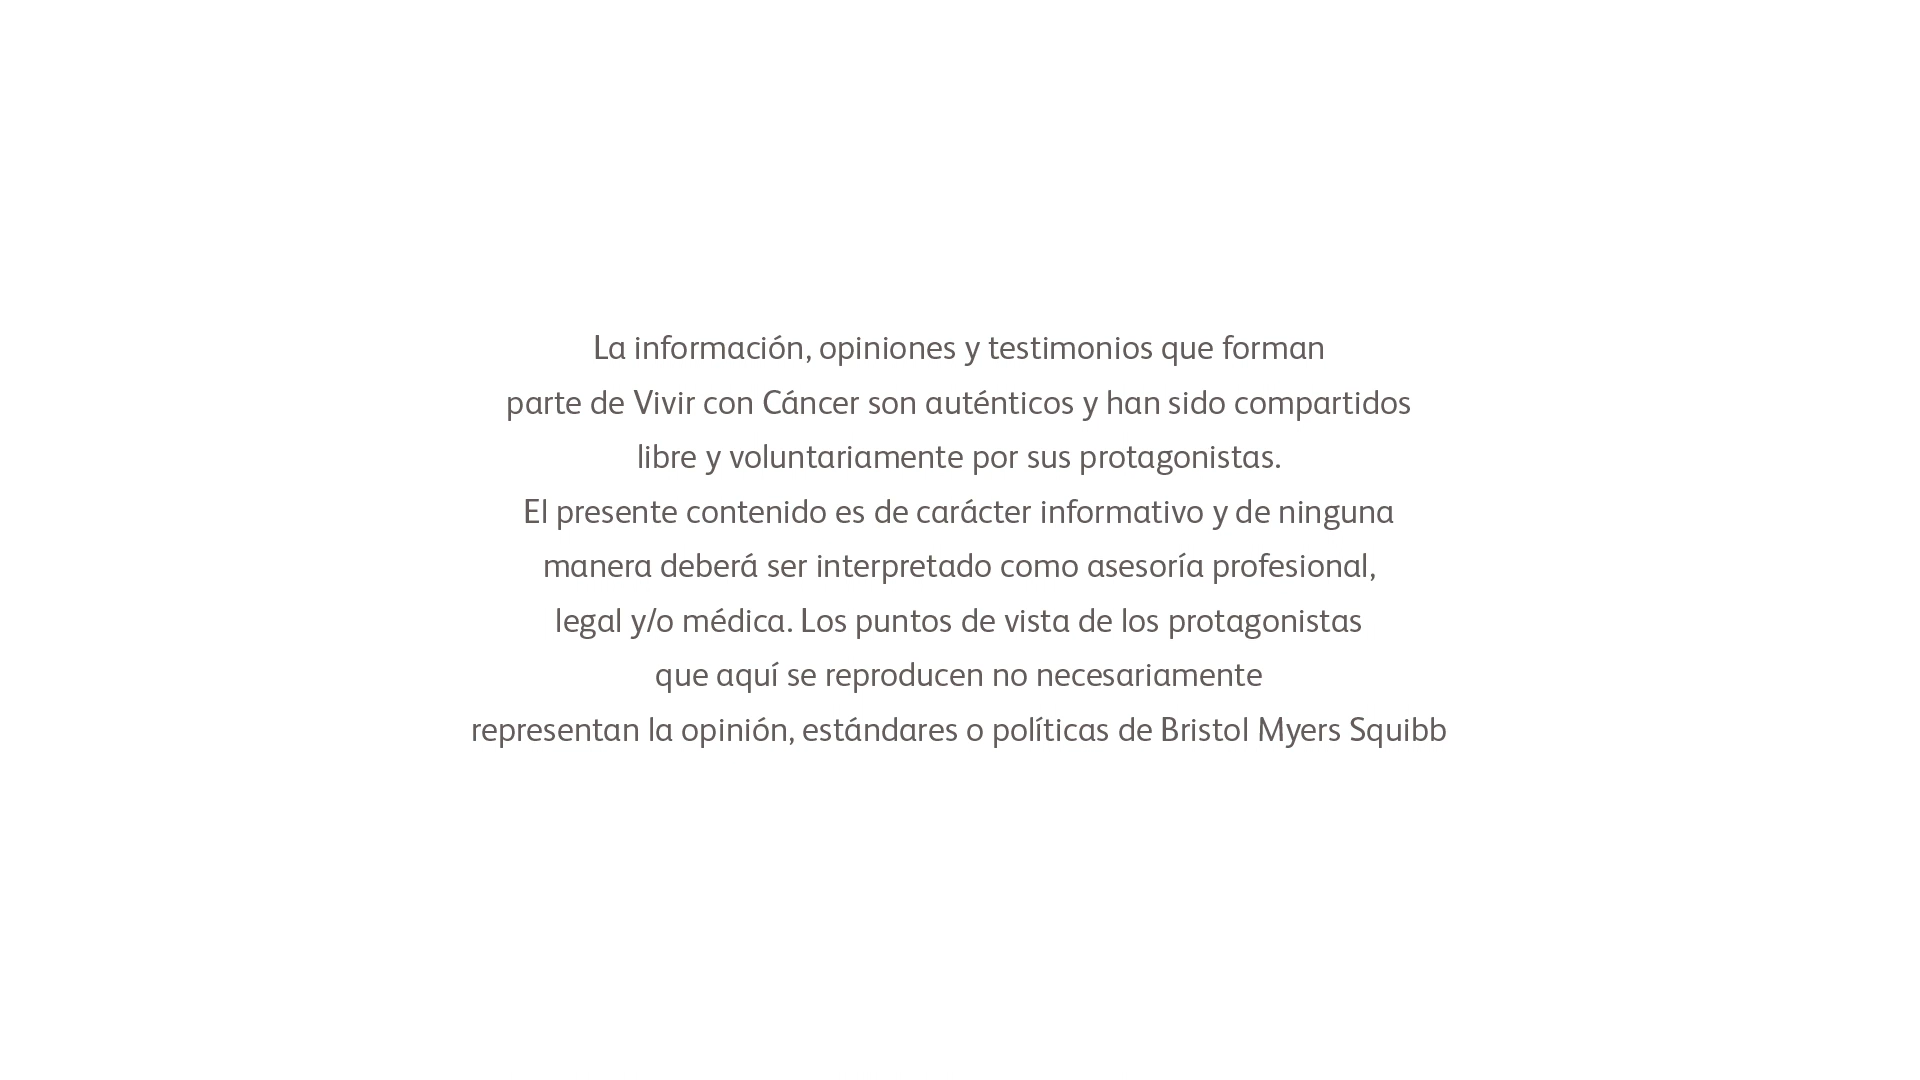 La información, opiniones y testimonios que forman
parte de Vivir con Cáncer son auténticos y han sido compartidos
libre y voluntariamente por sus protagonistas.
El presente contenido es de carácter informativo y de ninguna
manera deberá ser interpretado como asesoría profesional,
legal y/o médica. Los puntos de vista de los protagonistas
que aquí se reproducen no necesariamente
representan la opinión, estándares o políticas de Bristol Myers Squibb